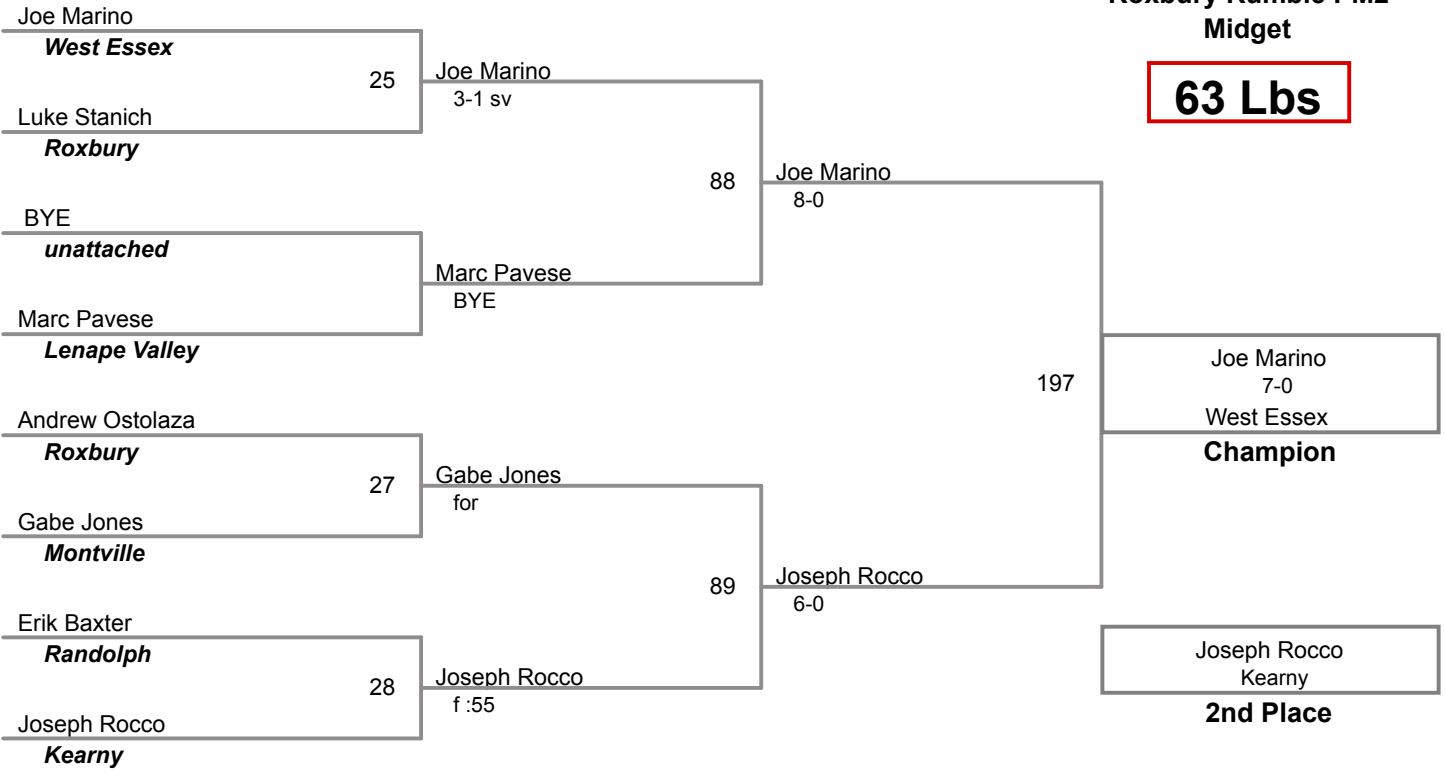 Midget
63 Lbs
Joe Marino
West Essex
25
Joe Marino
3-1 sv
Luke Stanich
Roxbury
88
Joe Marino
8-0
BYE
unattached
Marc Pavese
BYE
Marc Pavese
Lenape Valley
197
Joe Marino
7-0
West Essex
Champion
Andrew Ostolaza
Roxbury
27
Gabe Jones
for
Gabe Jones
Montville
89
Joseph Rocco
6-0
Erik Baxter
Randolph
28
Joseph Rocco
f :55
Joseph Rocco
Kearny
Joseph Rocco
Kearny
2nd Place